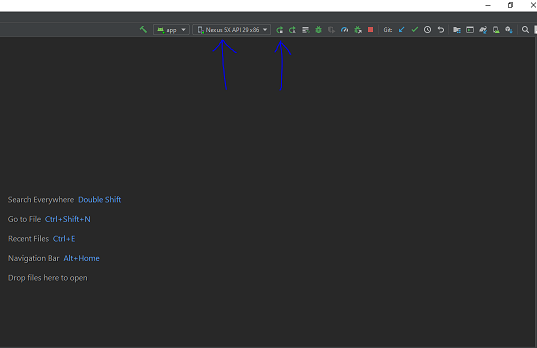 app Nexus 5X API 29 x86 Git:
Search Everywhere Double Shift
Go to File Ctrl+Shift+N
Recent Files Ctrl+E
Navigation Bar Alt+Home
Drop files here to open